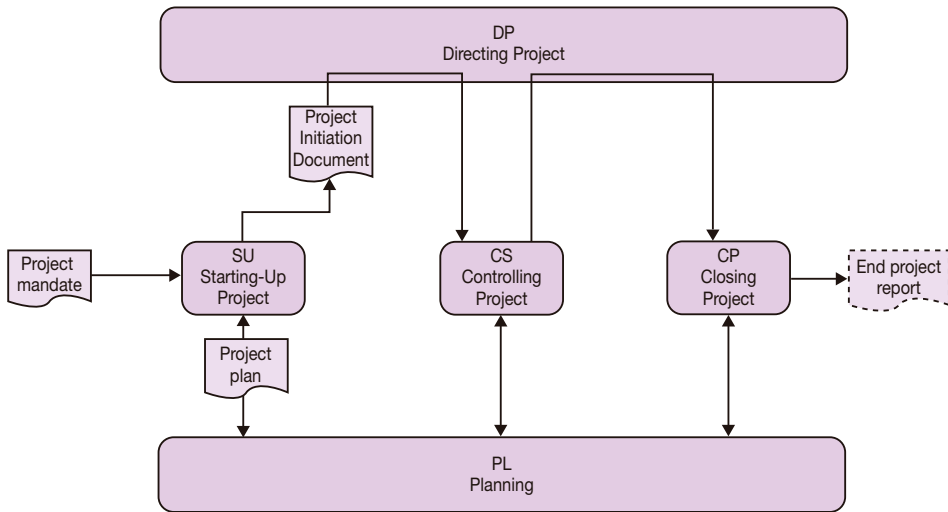 DP
Directing Project
Project
Initiation
Document
Project
mandate
SU
Starting-Up
Project
CS
Controlling
Project
CP
Closing
Project
End project
report
Project
plan
PL
Planning